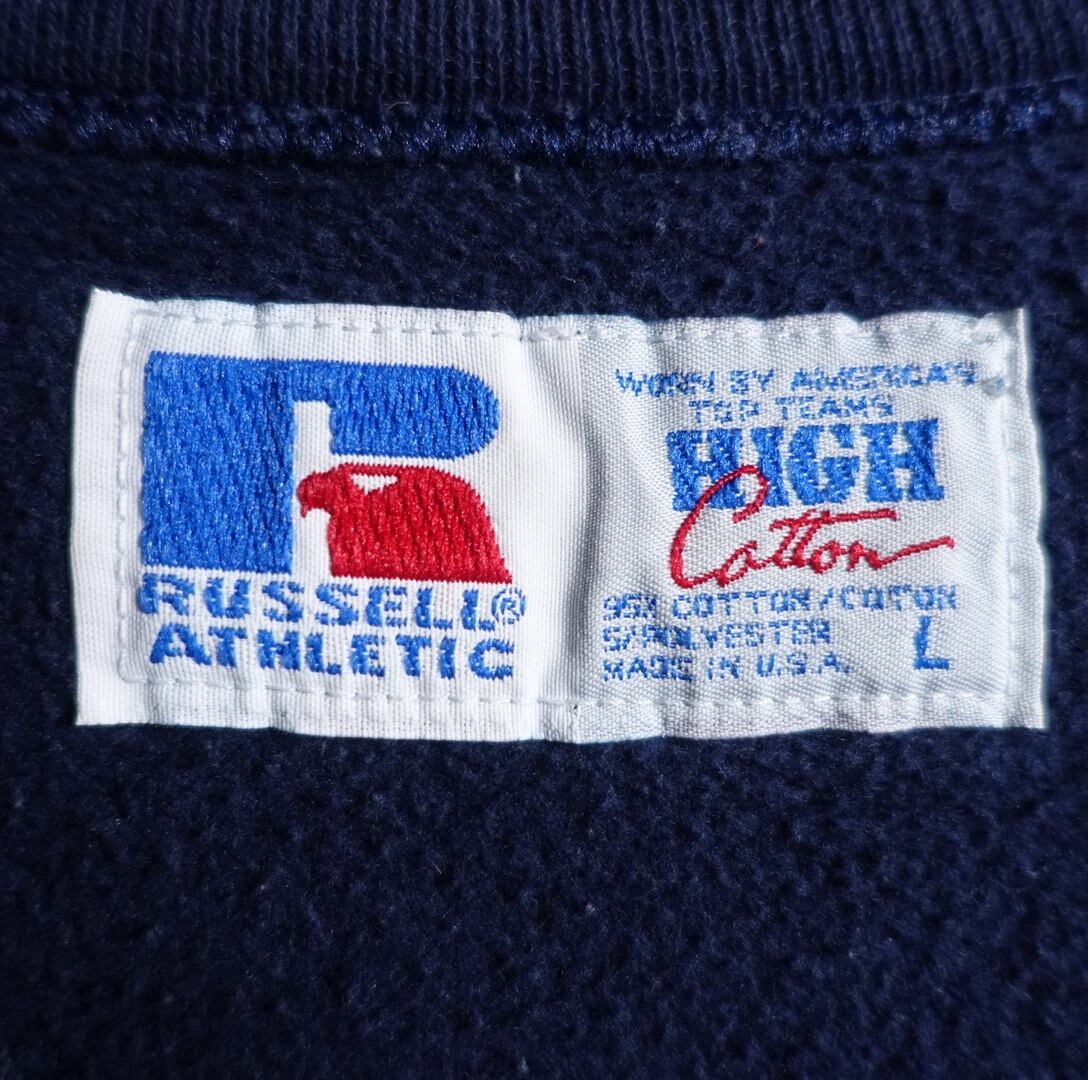 RUSSELL®
ATHLETIC
WORN BY AMERICA'S
TOP TEAMS
HIGH
Cotton
95% COTTON/COTON
5/POLYESTER
MADE IN U.S.A.
L